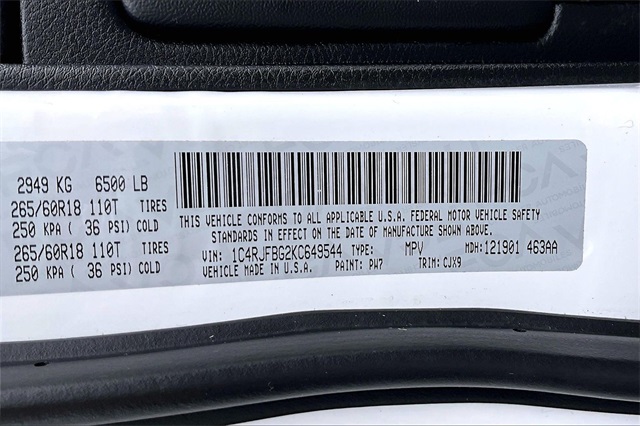 2949 KG 6500 LB
265/60R18 110T TIRES
250 KPA ( 36 PSI) COLD
265/60R18 110T TIRES
250 KPA ( 36 PSI) COLD
THIS VEHICLE CONFORMS TO ALL APPLICABLE U.S.A. FEDERAL MOTOR VEHICLE SAFETY
STANDARDS IN EFFECT ON THE DATE OF MANUFACTURE SHOWN ABOVE.
VIN: 1C4RJFBG2KC649544 TYPE: MPV MDH: 121901 463AA
VEHICLE MADE IN U.S.A. PAINT: PW7 TRIM: CJX9